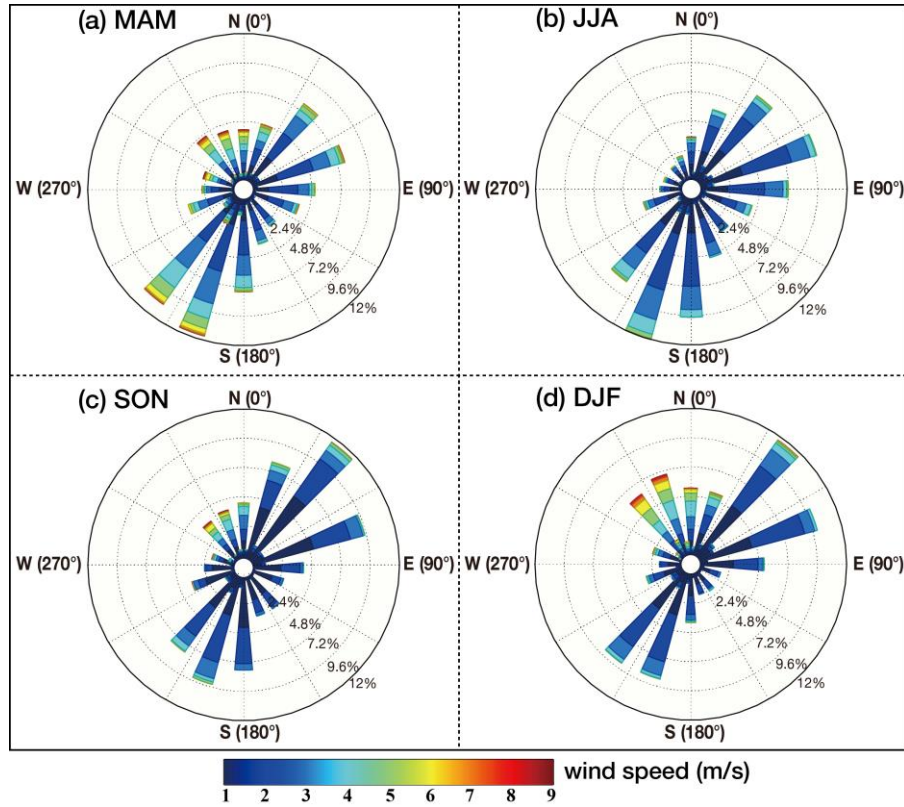 (a) MAM
N (0°)
W (270°)
E (90°)
S (180°)
2.4%
4.8%
7.2%
9.6%
12%
(b) JJA
N (0°)
W (270°)
E (90°)
S (180°)
2.4%
4.8%
7.2%
9.6%
12%
(c) SON
N (0°)
W (270°)
E (90°)
S (180°)
2.4%
4.8%
7.2%
9.6%
12%
(d) DJF
N (0°)
W (270°)
E (90°)
S (180°)
2.4%
4.8%
7.2%
9.6%
12%
wind speed (m/s)
1 2 3 4 5 6 7 8 9